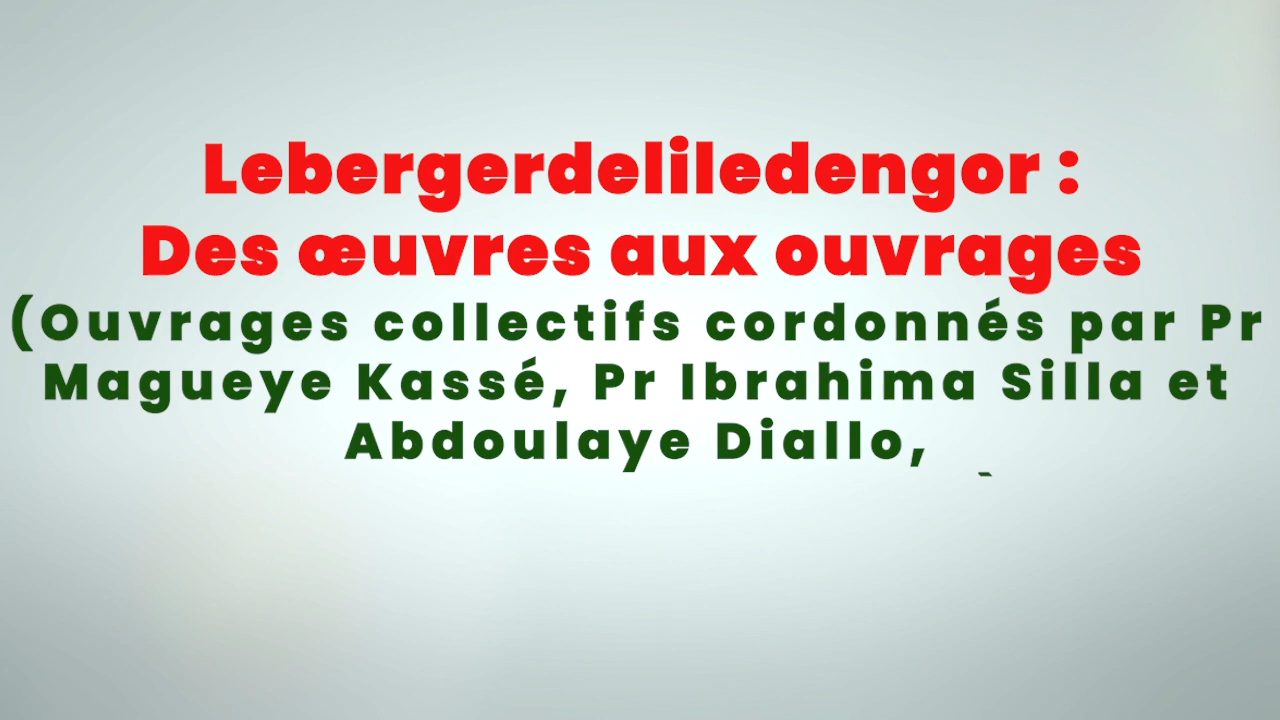 Lebergerdeliledengor :
Des œuvres aux ouvrages
(Ouvrages collectifs cordonnés par Pr
Magueye Kassé, Pr Ibrahima Silla et
Abdoulaye Diallo,